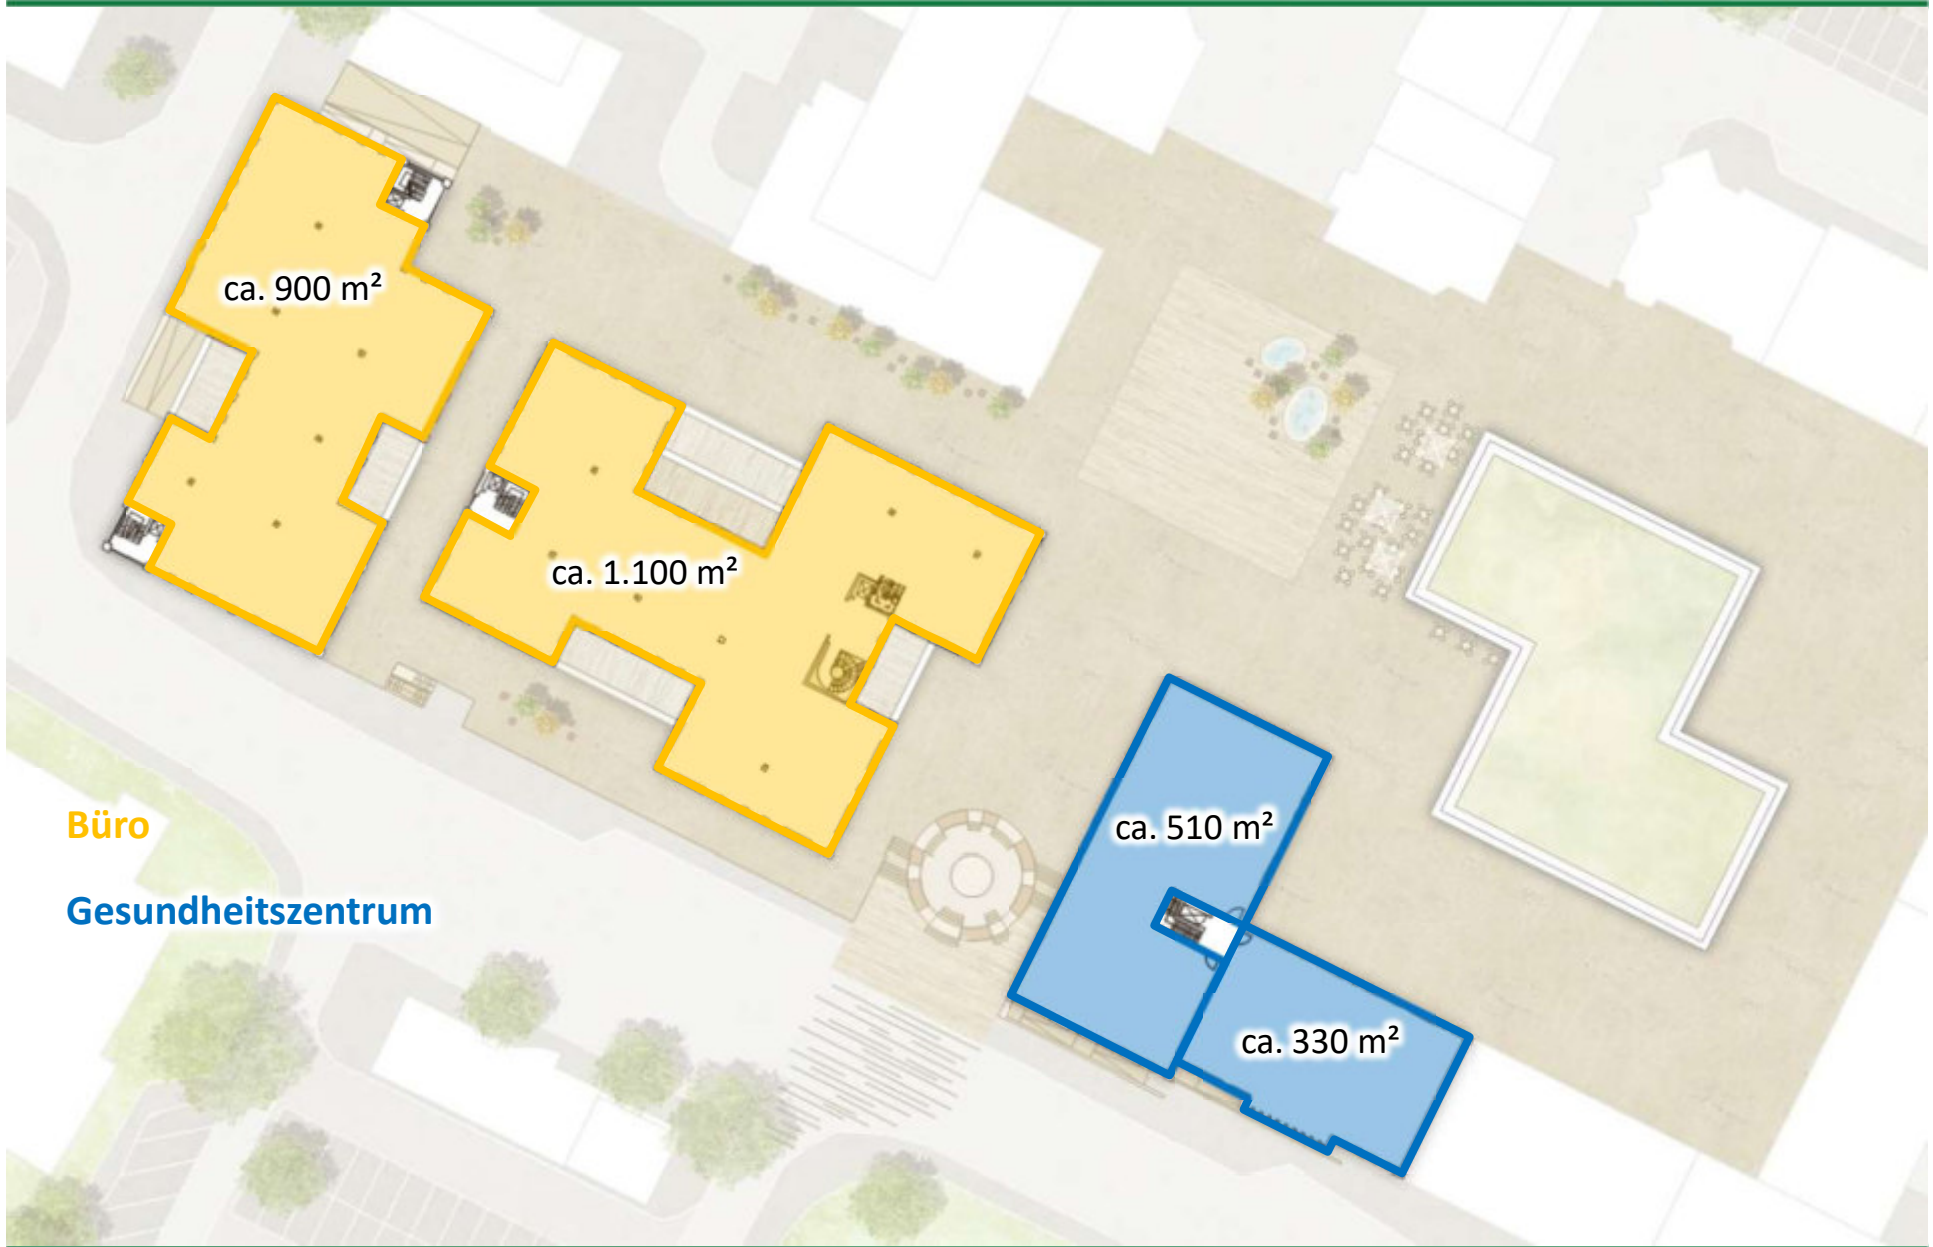 ca. 900 m²
ca. 1.100 m²
Büro
ca. 510 m²
Gesundheitszentrum
ca. 330 m²